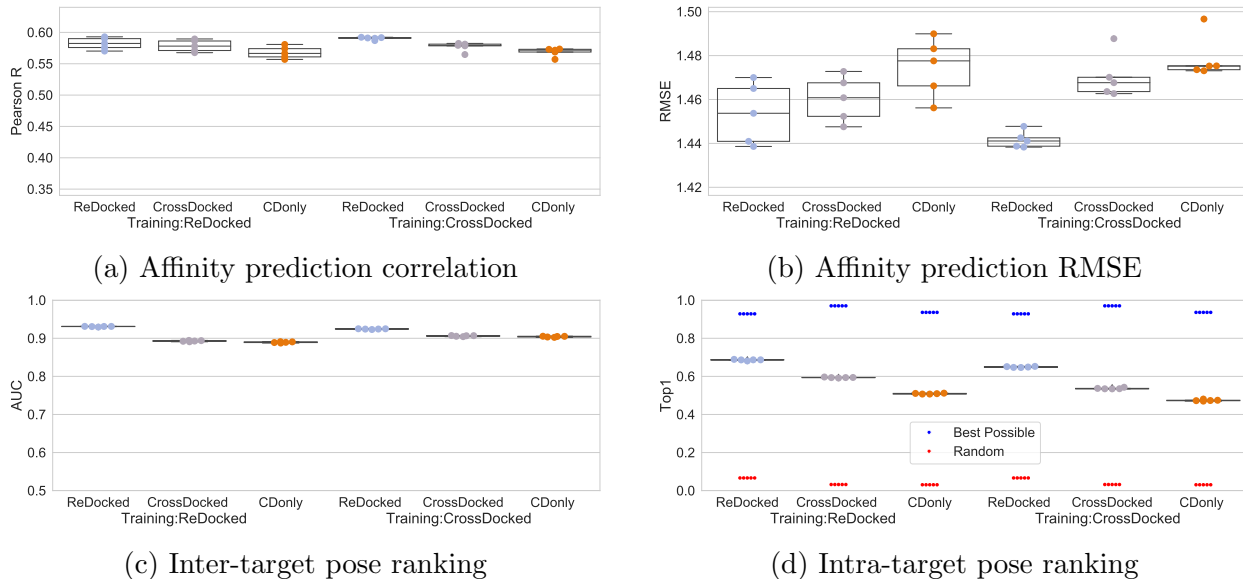 0.60
0.55
0.50
0.45
0.40
0.35
Pearson R
ReDocked CrossDocked CDonly ReDocked CrossDocked CDonly
Training:ReDocked Training:CrossDocked
(a) Affinity prediction correlation
1.50
1.48
1.46
1.44
1.42
RMSE
ReDocked CrossDocked CDonly ReDocked CrossDocked CDonly
Training:ReDocked Training:CrossDocked
(b) Affinity prediction RMSE
1.0
0.9
0.8
0.7
0.6
0.5
AUC
ReDocked CrossDocked CDonly ReDocked CrossDocked CDonly
Training:ReDocked Training:CrossDocked
(c) Inter-target pose ranking
1.0
0.8
0.6
0.4
0.2
0.0
Top1
Best Possible
Random
ReDocked CrossDocked CDonly ReDocked CrossDocked CDonly
Training:ReDocked Training:CrossDocked
(d) Intra-target pose ranking